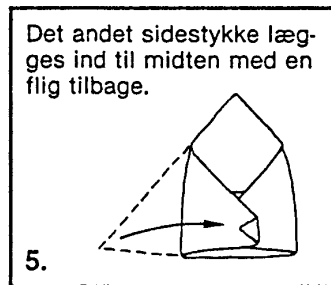 Det andet sidestykke læg-
ges ind til midten med en
flig tilbage.
5.